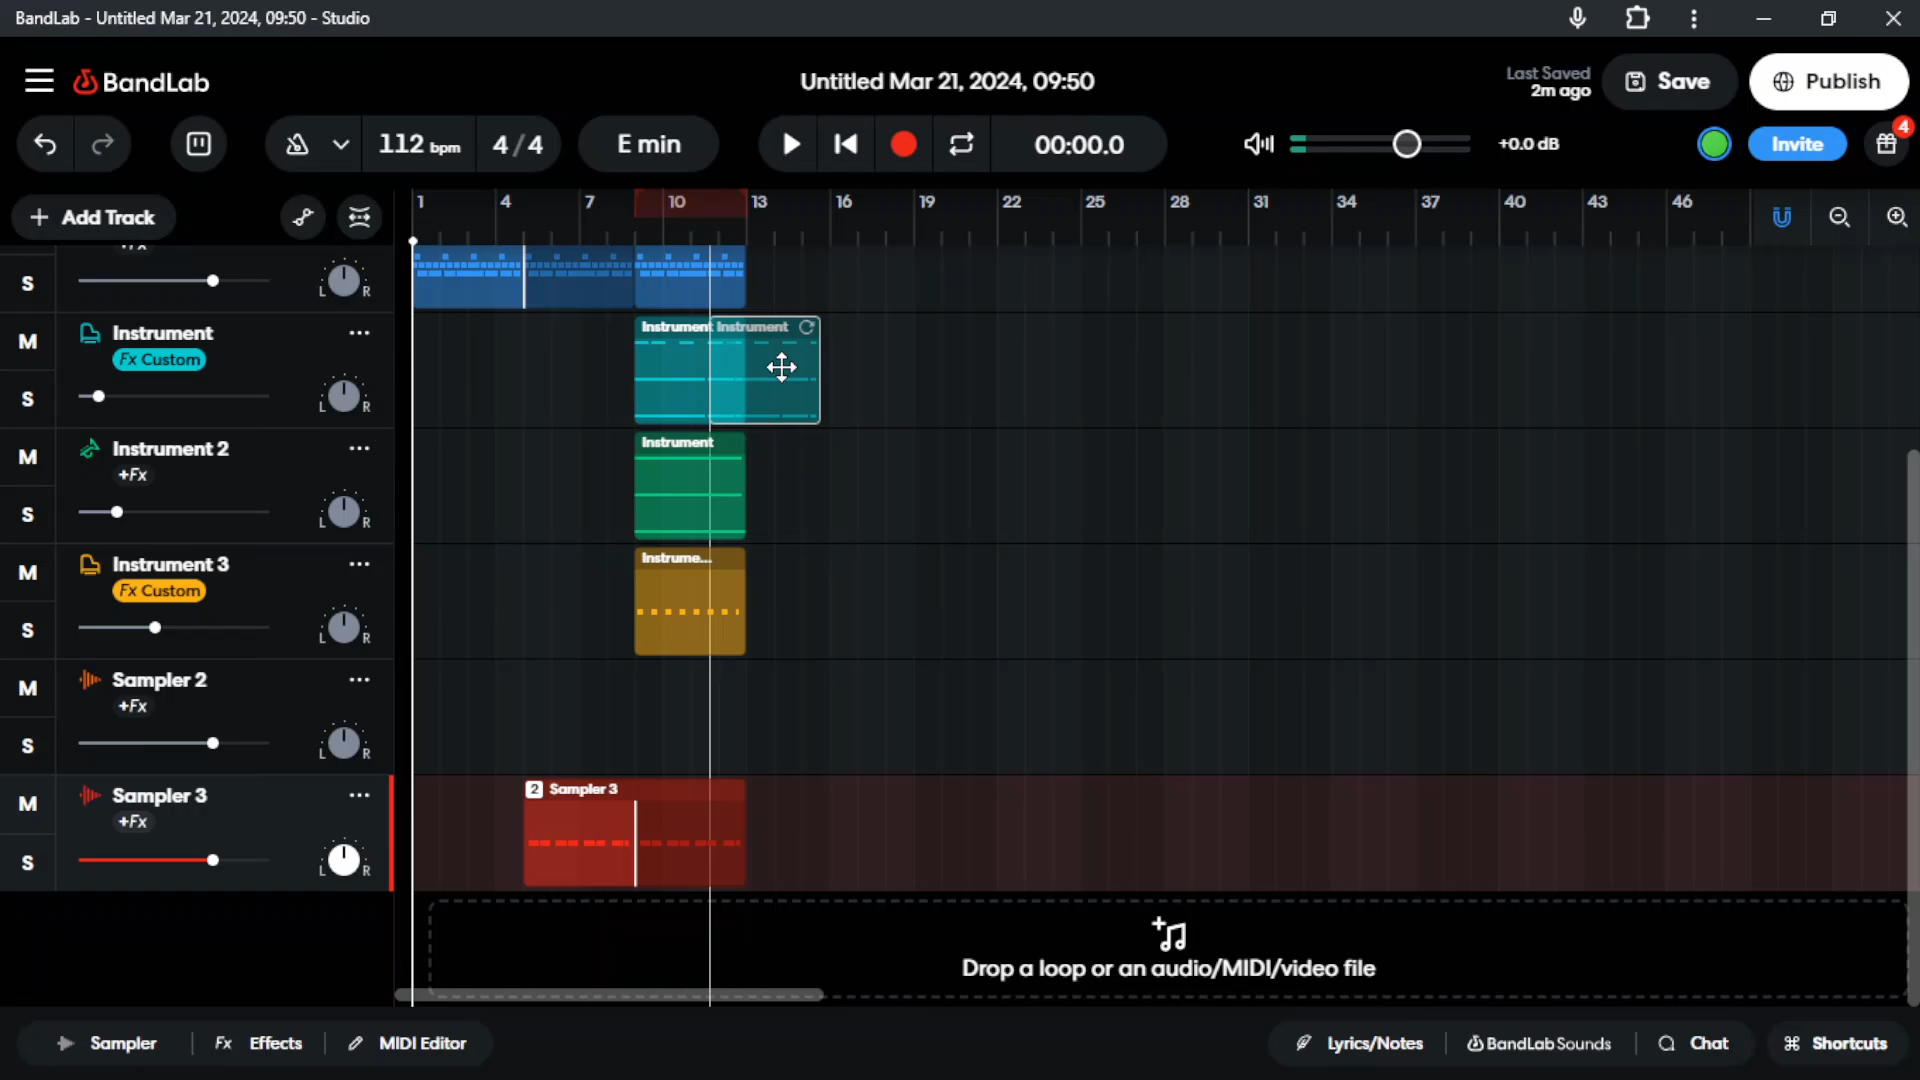 BandLab - Untitled Mar 21, 2024, 09:50 - Studio
BandLab
Untitled Mar 21, 2024, 09:50
Last Saved
2m ago
Save
Publish
112 bpm
4/4
E min
00:00.0
+0.0 dB
Invite
4
+ Add Track
1 4 7 10 13 16 19 22 25 28 31 34 37 40 43 46
S
L R
M
Instrument
Fx Custom
S
L R
Instrument
Instrument
M
Instrument 2
+Fx
S
L R
Instrument
M
Instrument 3
Fx Custom
S
L R
Instrume...
M
Sampler 2
+Fx
S
L R
M
Sampler 3
+Fx
S
L R
2 Sampler 3
Drop a loop or an audio/MIDI/video file
Sampler
Fx Effects
MIDI Editor
Lyrics/Notes
BandLab Sounds
Chat
Shortcuts